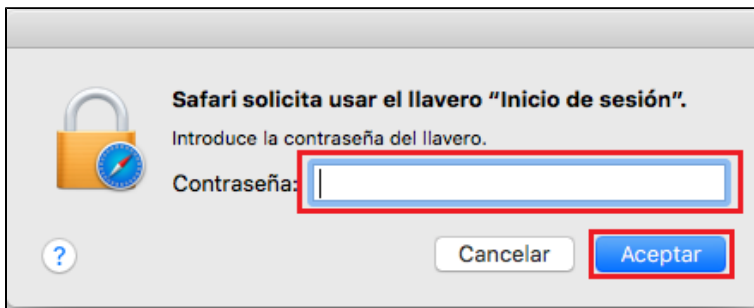 Safari solicita usar el llavero “Inicio de sesión”.
Introduce la contraseña del llavero.
Contraseña:
?
Cancelar
Aceptar